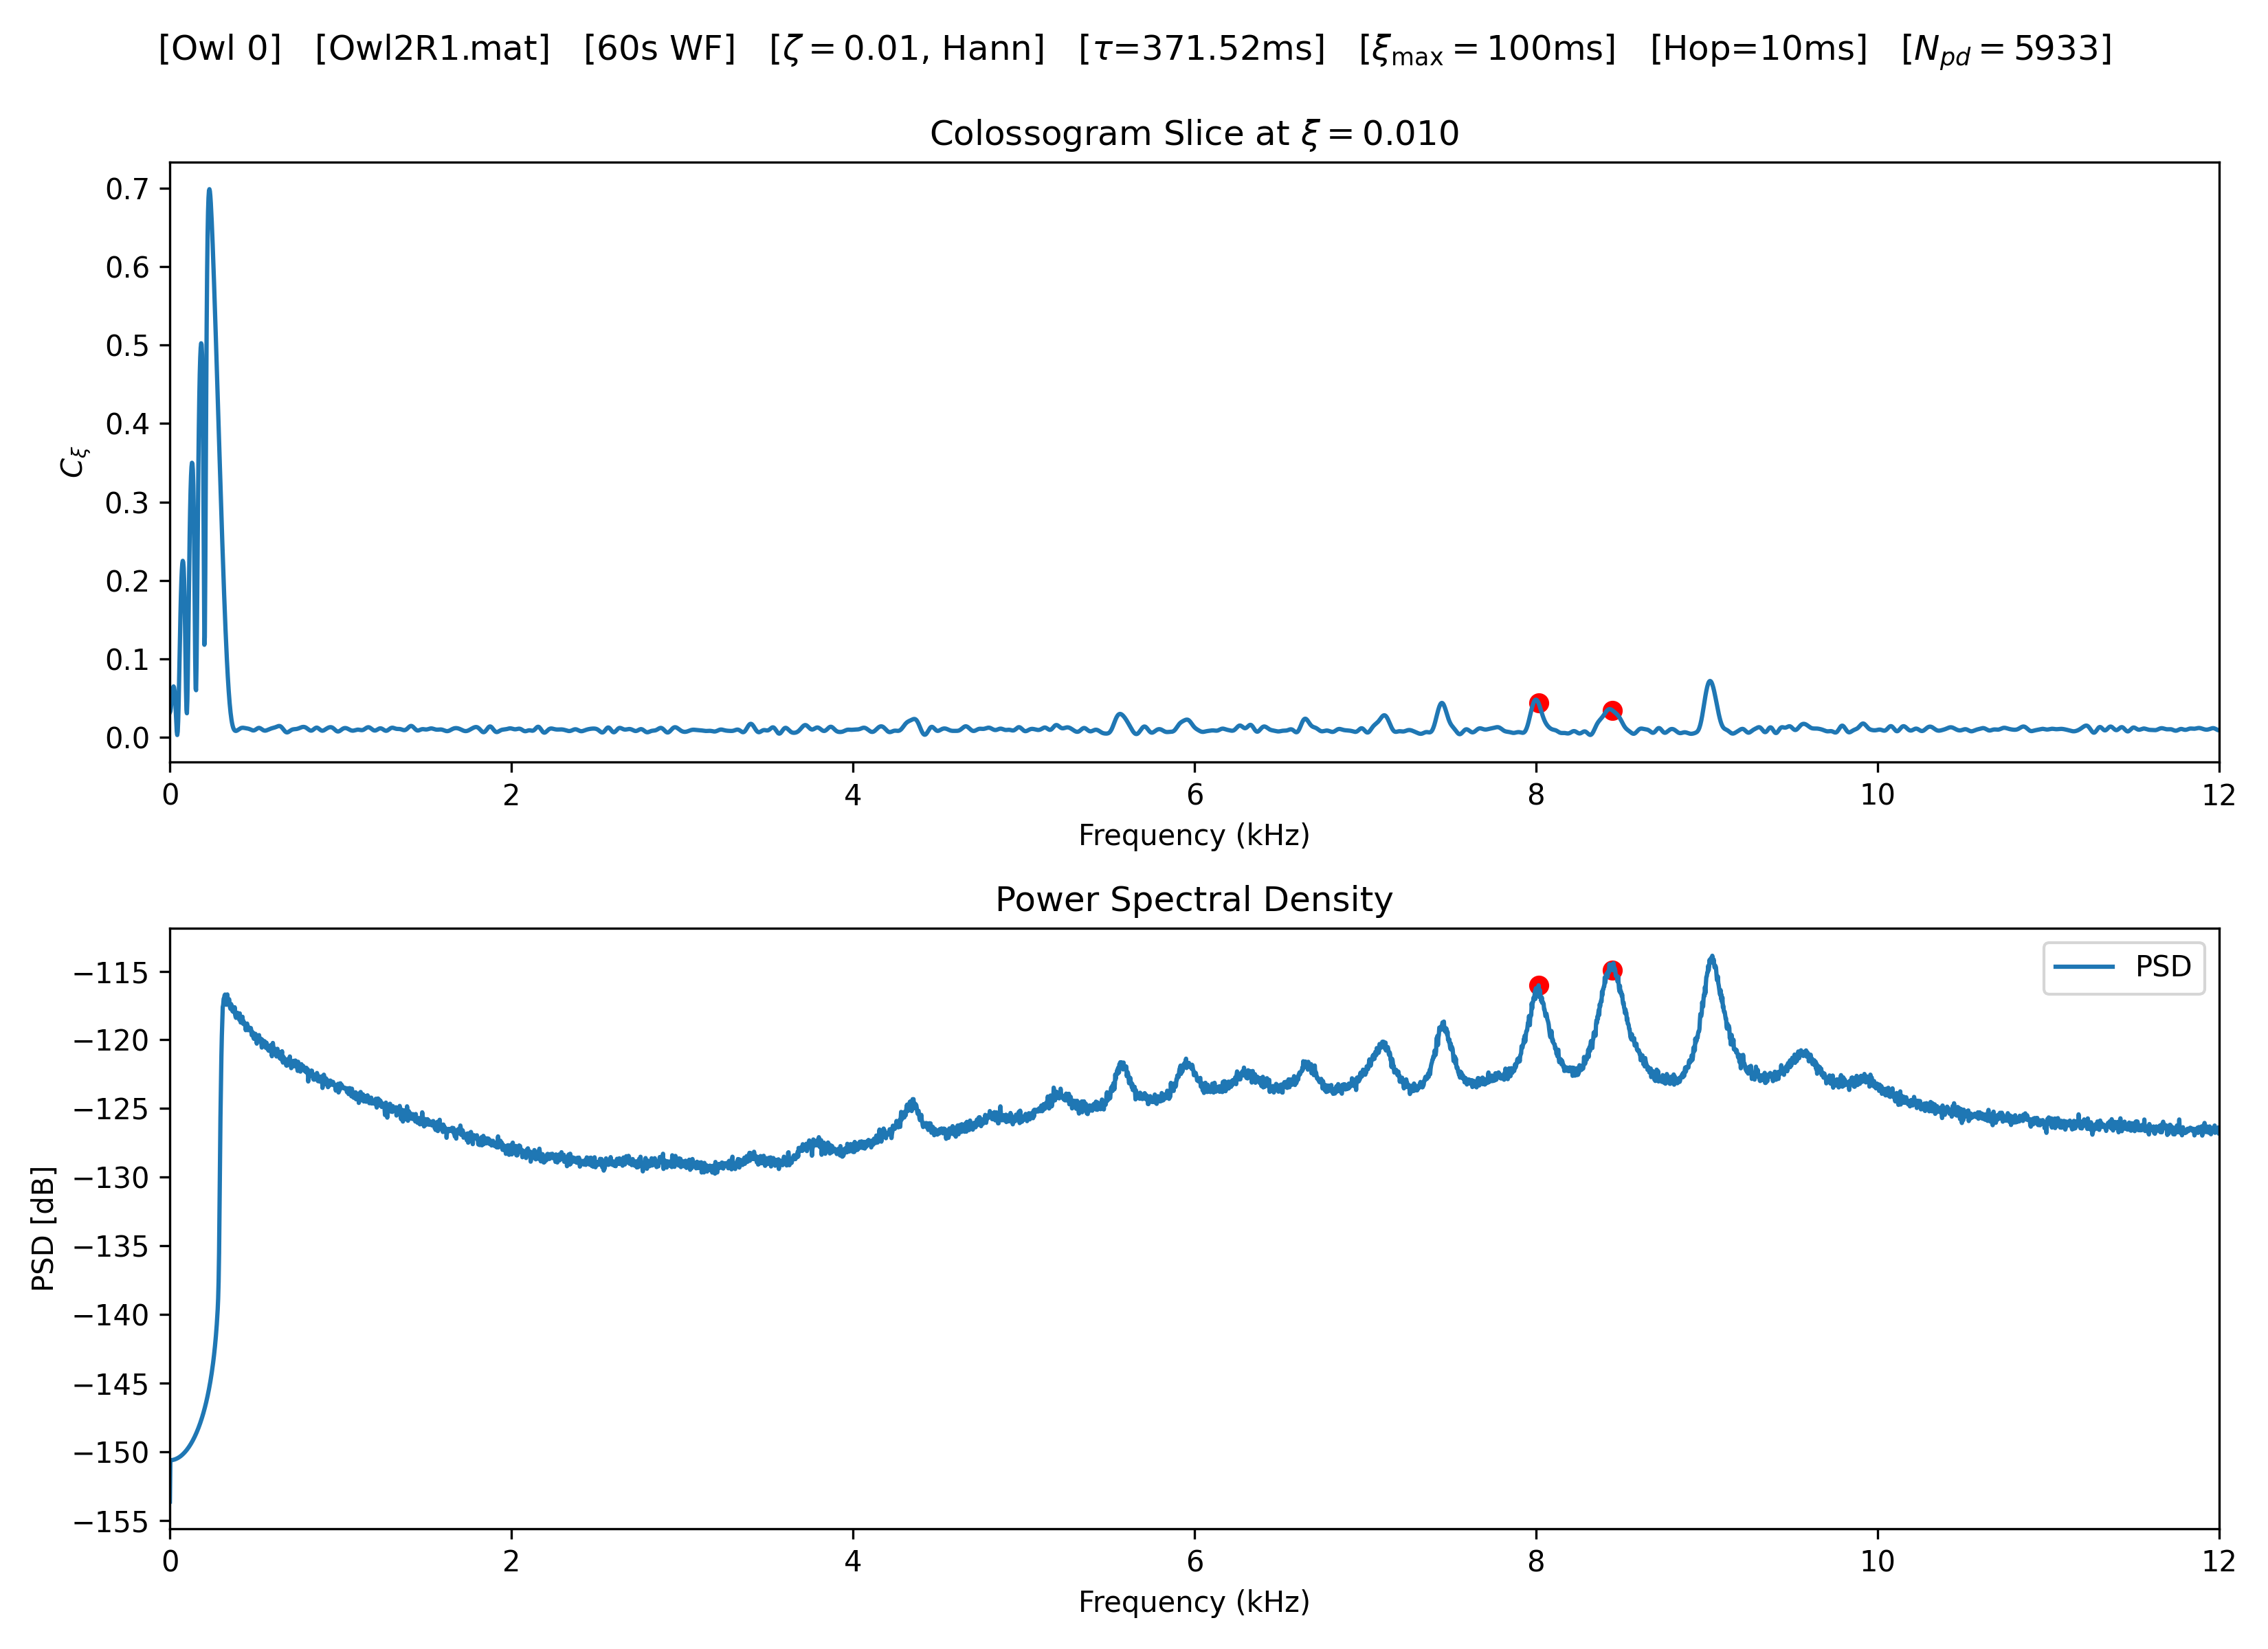 [Owl 0] [Owl2R1.mat] [60s WF] [ζ = 0.01, Hann] [τ=371.52ms] [ξmax = 100ms] [Hop=10ms] [Npd = 5933]
Colossogram Slice at ξ = 0.010
0.7
0.6
0.5
0.4
0.3
0.2
0.1
0.0
Cξ
0 2 4 6 8 10 12
Frequency (kHz)
Power Spectral Density
PSD
−115
−120
−125
−130
−135
−140
−145
−150
−155
PSD [dB]
0 2 4 6 8 10 12
Frequency (kHz)